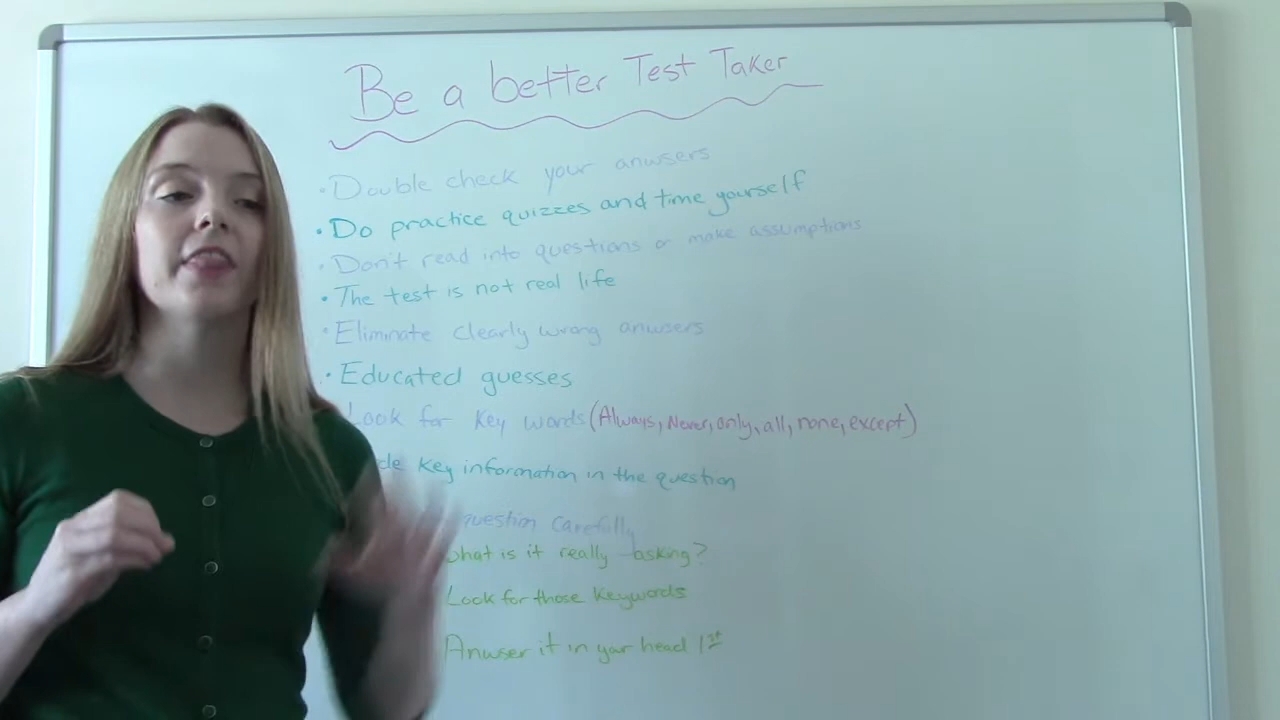 Be a better Test Taker
• Double check your anwsers
• Do practice quizzes and time yourself
• Don't read into questions or make assumptions
• The test is not real life
• Eliminate clearly wrong anwsers
• Educated guesses
Look for key words (Always, Never, only, all, none, except)
key information in the question
question carefully
what is it really asking?
Look for those keywords
Anwser it in your head 1st